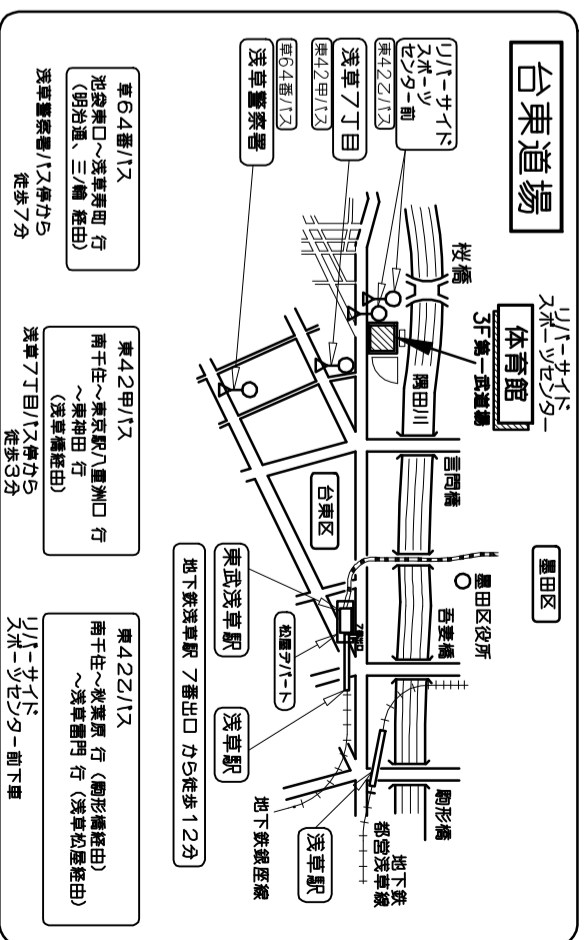 台東道場
リバーサイド
スポーツセンター
体育館
3F 第一武道場
墨田区
桜橋
隅田川
言問橋
墨田区役所
吾妻橋
駒形橋
リバーサイド
スポーツ
センター前
東42乙バス
浅草7丁目
東42甲バス
草64番バス
浅草警察署
台東区
7番出口
松屋デパート
東武浅草駅
浅草駅
地下鉄浅草駅 7番出口 から徒歩12分
地下鉄
都営浅草線
浅草駅
地下鉄銀座線
草64番バス
池袋東口~浅草寿町 行
(明治通、三ノ輪 経由)
浅草警察署バス停から
徒歩7分
東42甲バス
南千住~東京駅八重洲口 行
~東神田 行
(浅草橋経由)
浅草7丁目バス停から
徒歩3分
東42乙バス
南千住~秋葉原 行(駒形橋経由)
~浅草雷門 行(浅草松屋経由)
リバーサイド
スポーツセンター前下車